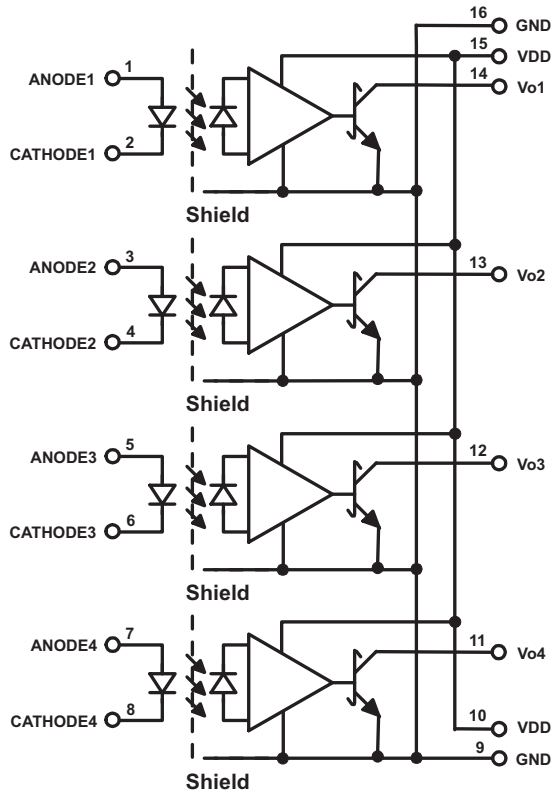 16 GND
15 VDD
ANODE1 1
14 Vo1
CATHODE1 2
Shield
ANODE2 3
13 Vo2
CATHODE2 4
Shield
ANODE3 5
12 Vo3
CATHODE3 6
Shield
ANODE4 7
11 Vo4
CATHODE4 8
10 VDD
9 GND
Shield